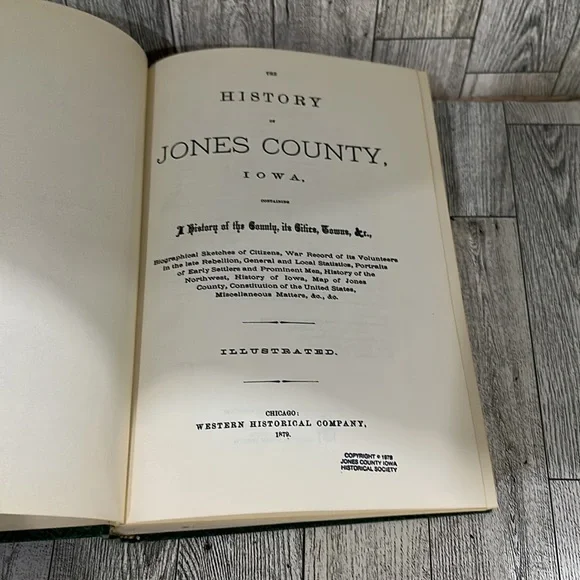 THE
HISTORY
OF
JONES COUNTY,
IOWA,
CONTAINING
A History of the County, its Cities, Towns, &c.,
Biographical Sketches of Citizens, War Record of its Volunteers
in the late Rebellion, General and Local Statistics, Portraits
of Early Settlers and Prominent Men, History of the
Northwest, History of Iowa, Map of Jones
County, Constitution of the United States,
Miscellaneous Matters, &c., &c.
ILLUSTRATED.
CHICAGO:
WESTERN HISTORICAL COMPANY,
1879.
COPYRIGHT © 1978
JONES COUNTY IOWA
HISTORICAL SOCIETY